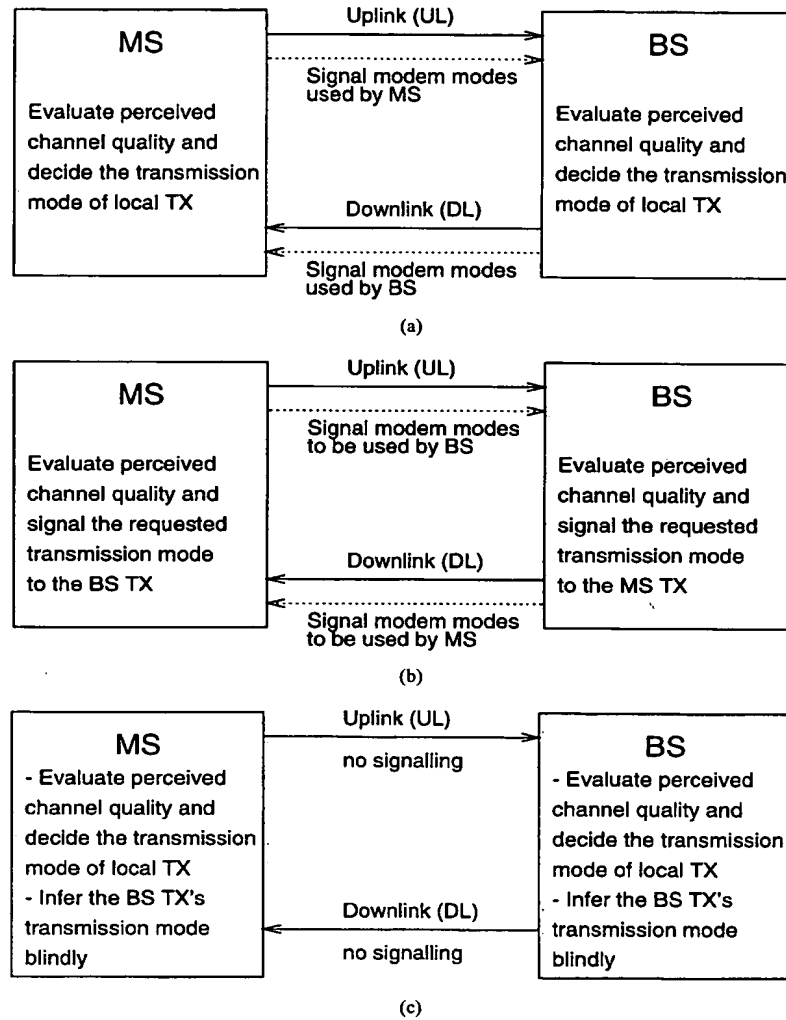 MS
Evaluate perceived
channel quality and
decide the transmission
mode of local TX
Uplink (UL)
Signal modem modes
used by MS
Downlink (DL)
Signal modem modes
used by BS
BS
Evaluate perceived
channel quality and
decide the transmission
mode of local TX
(a)
MS
Evaluate perceived
channel quality and
signal the requested
transmission mode
to the BS TX
Uplink (UL)
Signal modem modes
to be used by BS
Downlink (DL)
Signal modem modes
to be used by MS
BS
Evaluate perceived
channel quality and
signal the requested
transmission mode
to the MS TX
(b)
MS
- Evaluate perceived
channel quality and
decide the transmission
mode of local TX
- Infer the BS TX's
transmission mode
blindly
Uplink (UL)
no signalling
Downlink (DL)
no signalling
BS
- Evaluate perceived
channel quality and
decide the transmission
mode of local TX
- Infer the BS TX's
transmission mode
blindly
(c)